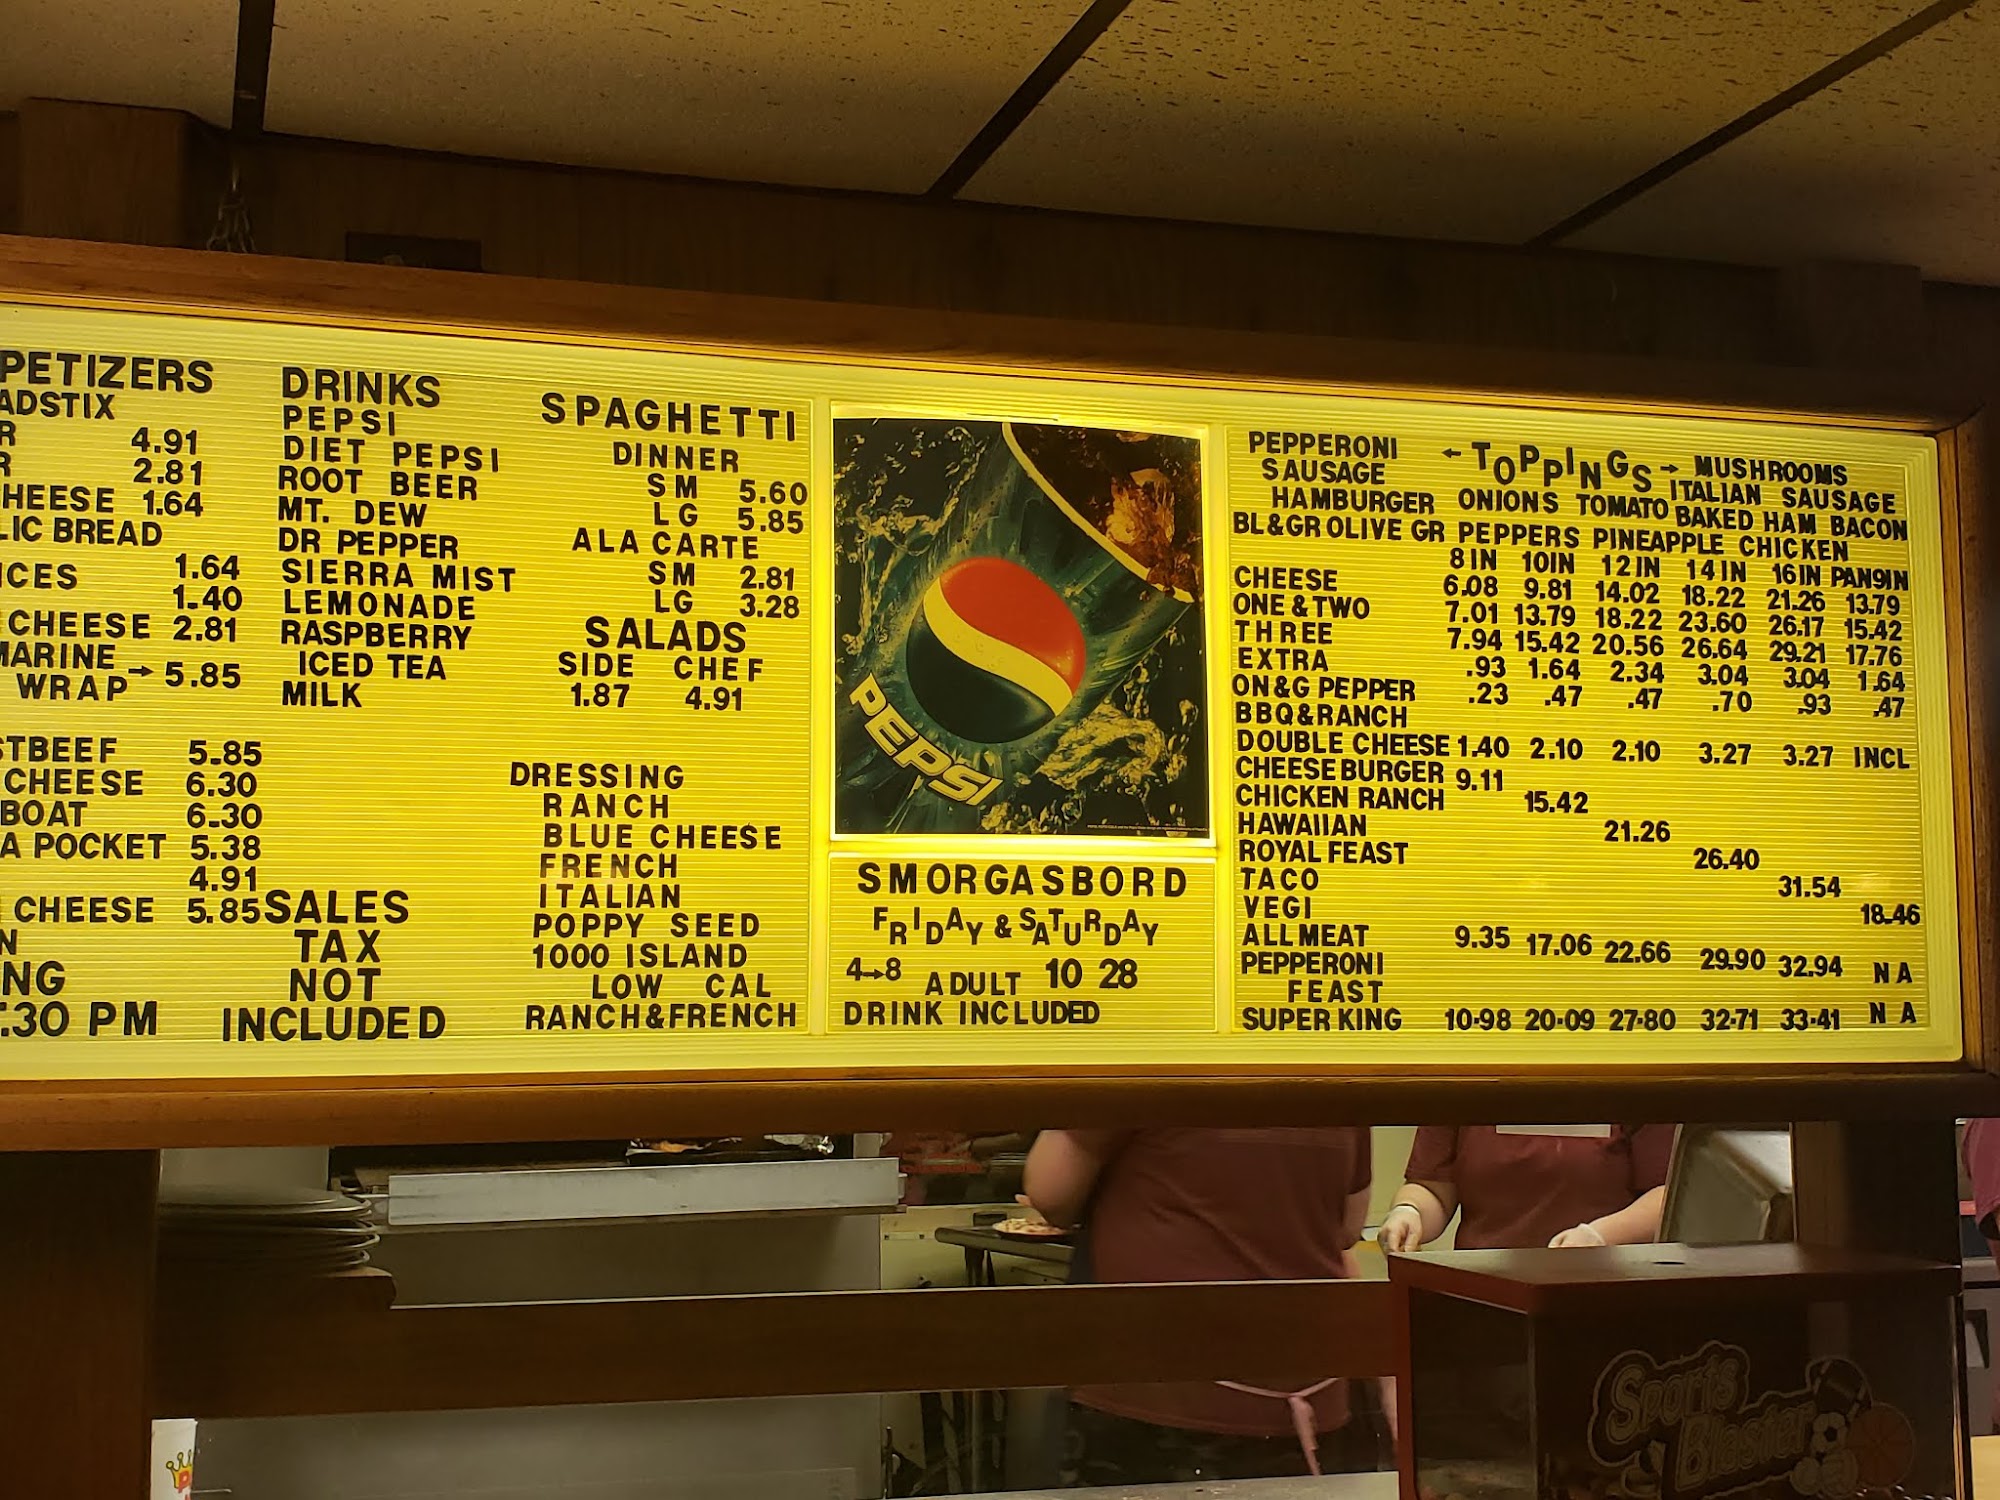 PETIZERS
ADSTIX
R 4.91
R 2.81
HEESE 1.64
LIC BREAD
1.64
ICES
1.40
CHEESE 2.81
MARINE
WRAP → 5.85
STBEEF 5.85
CHEESE 6.30
BOAT 6.30
A POCKET 5.38
4.91
CHEESE 5.85
N
NG
.30 PM
DRINKS
PEPSI
DIET PEPSI
ROOT BEER
MT. DEW
DR PEPPER
SIERRA MIST
LEMONADE
RASPBERRY
ICED TEA
MILK
SALES
TAX
NOT
INCLUDED
SPAGHETTI
DINNER
SM 5.60
LG 5.85
ALA CARTE
SM 2.81
LG 3.28
SALADS
SIDE CHEF
1.87 4.91
DRESSING
RANCH
BLUE CHEESE
FRENCH
ITALIAN
POPPY SEED
1000 ISLAND
LOW CAL
RANCH&FRENCH
PEPSI
SMORGASBORD
FRIDAY & SATURDAY
4→8 ADULT 10 28
DRINK INCLUDED
PEPPERONI ← TOPPINGS → MUSHROOMS
SAUSAGE ITALIAN SAUSAGE
HAMBURGER ONIONS TOMATO BAKED HAM BACON
BL&GR OLIVE GR PEPPERS PINEAPPLE CHICKEN
8IN 10IN 12IN 14IN 16IN PAN9IN
CHEESE 6.08 9.81 14.02 18.22 21.26 13.79
ONE & TWO 7.01 13.79 18.22 23.60 26.17 15.42
THREE 7.94 15.42 20.56 26.64 29.21 17.76
EXTRA .93 1.64 2.34 3.04 3.04 1.64
ON&G PEPPER .23 .47 .47 .70 .93 .47
BBQ&RANCH
DOUBLE CHEESE 1.40 2.10 2.10 3.27 3.27 INCL
CHEESEBURGER 9.11
CHICKEN RANCH 15.42
HAWAIIAN 21.26
ROYAL FEAST 26.40
TACO 31.54
VEGI 18.46
ALL MEAT 9.35 17.06 22.66 29.90 32.94 NA
PEPPERONI
FEAST
SUPER KING 10-98 20-09 27-80 32-71 33-41 NA
Sports
Blaster